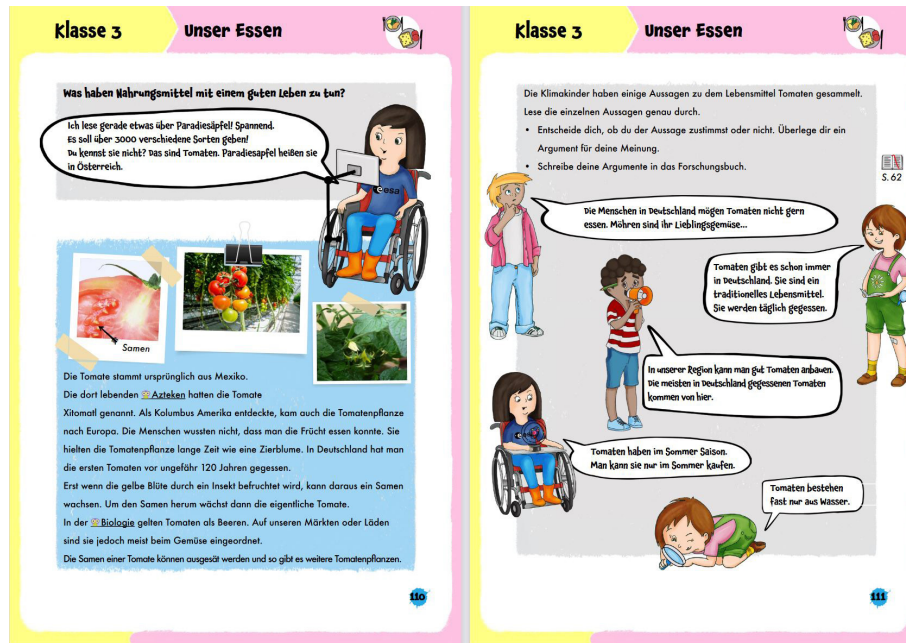 Klasse 3
Unser Essen
Was haben Nahrungsmittel mit einem guten Leben zu tun?
Ich lese gerade etwas über Paradiesäpfel! Spannend.
Es soll über 3000 verschiedene Sorten geben!
Du kennst sie nicht? Das sind Tomaten. Paradiesapfel heißen sie
in Österreich.
eesa
Samen
Die Tomate stammt ursprünglich aus Mexiko.
Die dort lebenden Azteken hatten die Tomate
Xitomatl genannt. Als Kolumbus Amerika entdeckte, kam auch die Tomatenpflanze
nach Europa. Die Menschen wussten nicht, dass man die Frücht essen konnte. Sie
hielten die Tomatenpflanze lange Zeit wie eine Zierblume. In Deutschland hat man
die ersten Tomaten vor ungefähr 120 Jahren gegessen.
Erst wenn die gelbe Blüte durch ein Insekt befruchtet wird, kann daraus ein Samen
wachsen. Um den Samen herum wächst dann die eigentliche Tomate.
In der Biologie gelten Tomaten als Beeren. Auf unseren Märkten oder Läden
sind sie jedoch meist beim Gemüse eingeordnet.
Die Samen einer Tomate können ausgesät werden und so gibt es weitere Tomatenpflanzen.
110
Klasse 3
Unser Essen
Die Klimakinder haben einige Aussagen zu dem Lebensmittel Tomaten gesammelt.
Lese die einzelnen Aussagen genau durch.
• Entscheide dich, ob du der Aussage zustimmst oder nicht. Überlege dir ein
Argument für deine Meinung.
• Schreibe deine Argumente in das Forschungsbuch.
S. 62
Die Menschen in Deutschland mögen Tomaten nicht gern
essen. Möhren sind ihr Lieblingsgemüse...
Tomaten gibt es schon immer
in Deutschland. Sie sind ein
traditionelles Lebensmittel.
Sie werden täglich gegessen.
In unserer Region kann man gut Tomaten anbauen.
Die meisten in Deutschland gegessenen Tomaten
kommen von hier.
Tomaten haben im Sommer Saison.
Man kann sie nur im Sommer kaufen.
Tomaten bestehen
fast nur aus Wasser.
111